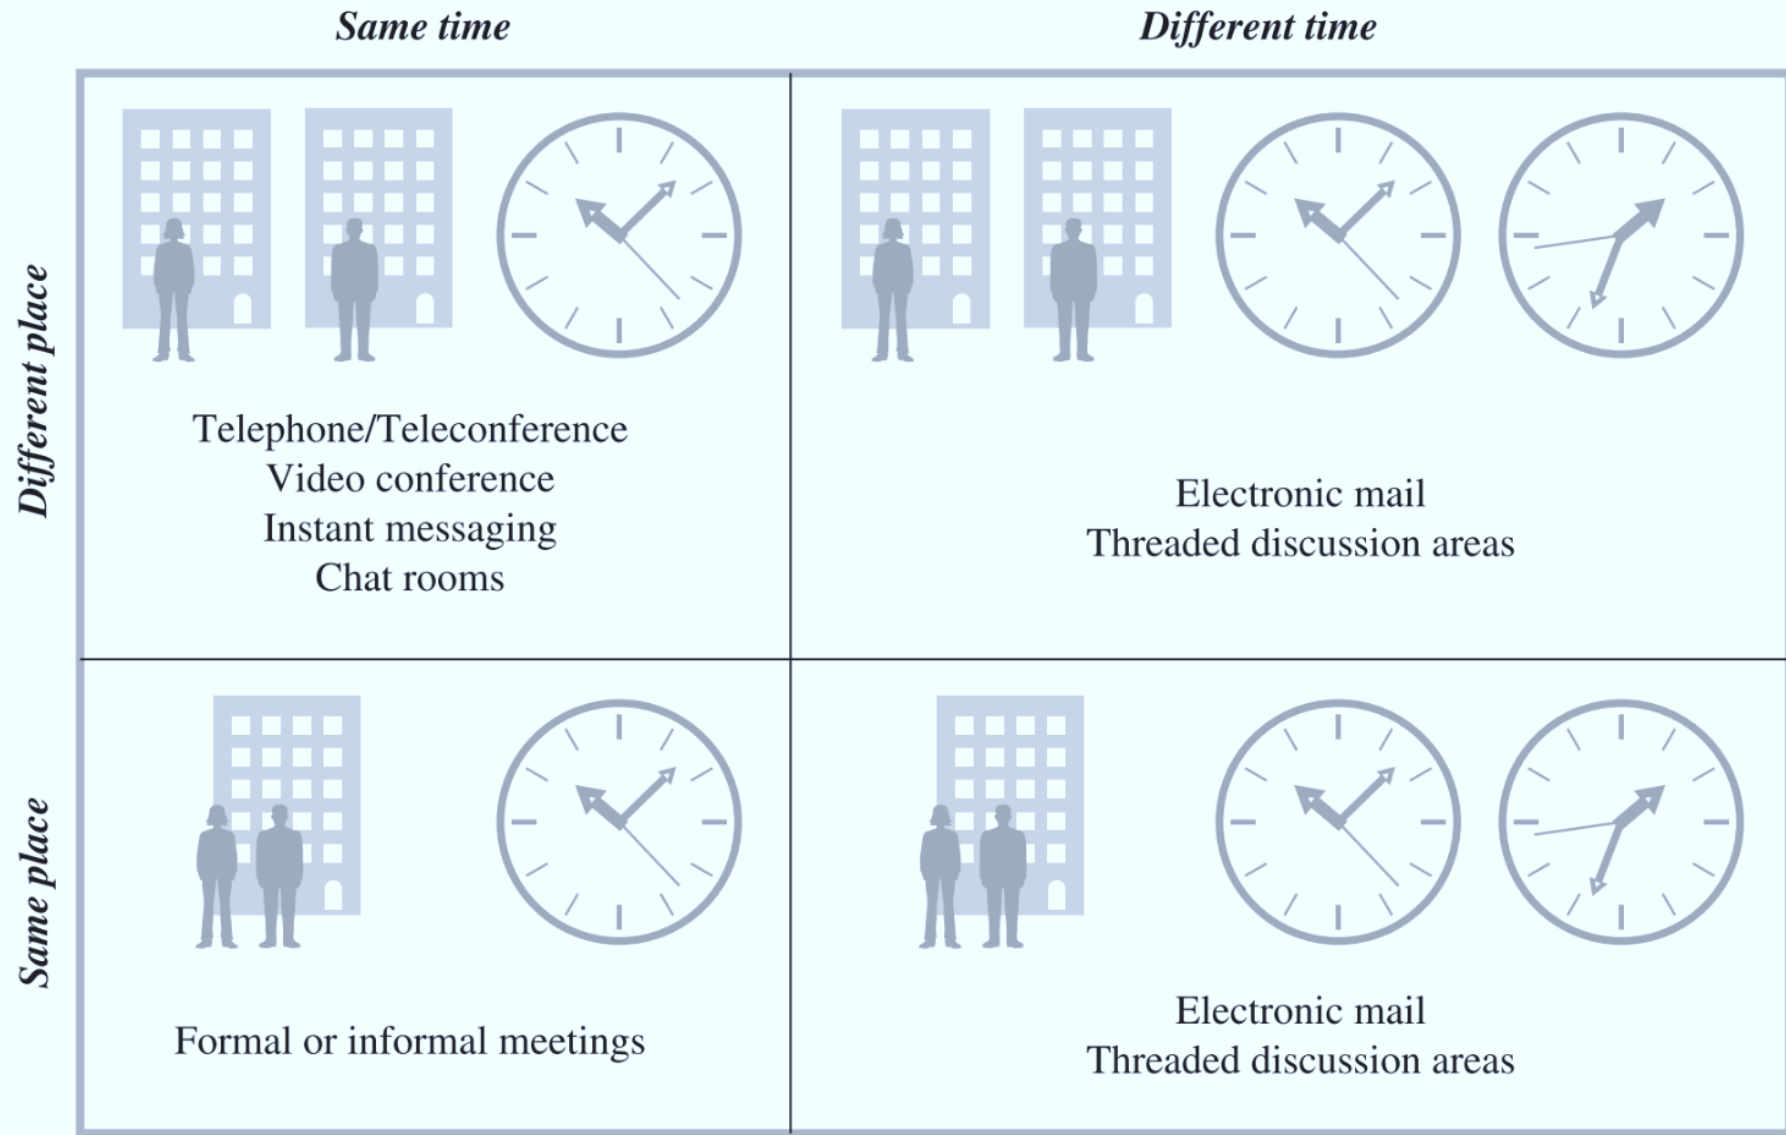 Same time
Different time
Different place
Telephone/Teleconference
Video conference
Instant messaging
Chat rooms
Electronic mail
Threaded discussion areas
Same place
Formal or informal meetings
Electronic mail
Threaded discussion areas